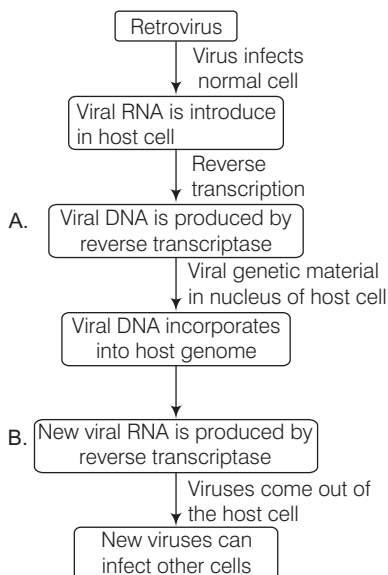 Retrovirus
Virus infects
normal cell
Viral RNA is introduce
in host cell
Reverse
transcription
A.
Viral DNA is produced by
reverse transcriptase
Viral genetic material
in nucleus of host cell
Viral DNA incorporates
into host genome
B.
New viral RNA is produced by
reverse transcriptase
Viruses come out of
the host cell
New viruses can
infect other cells